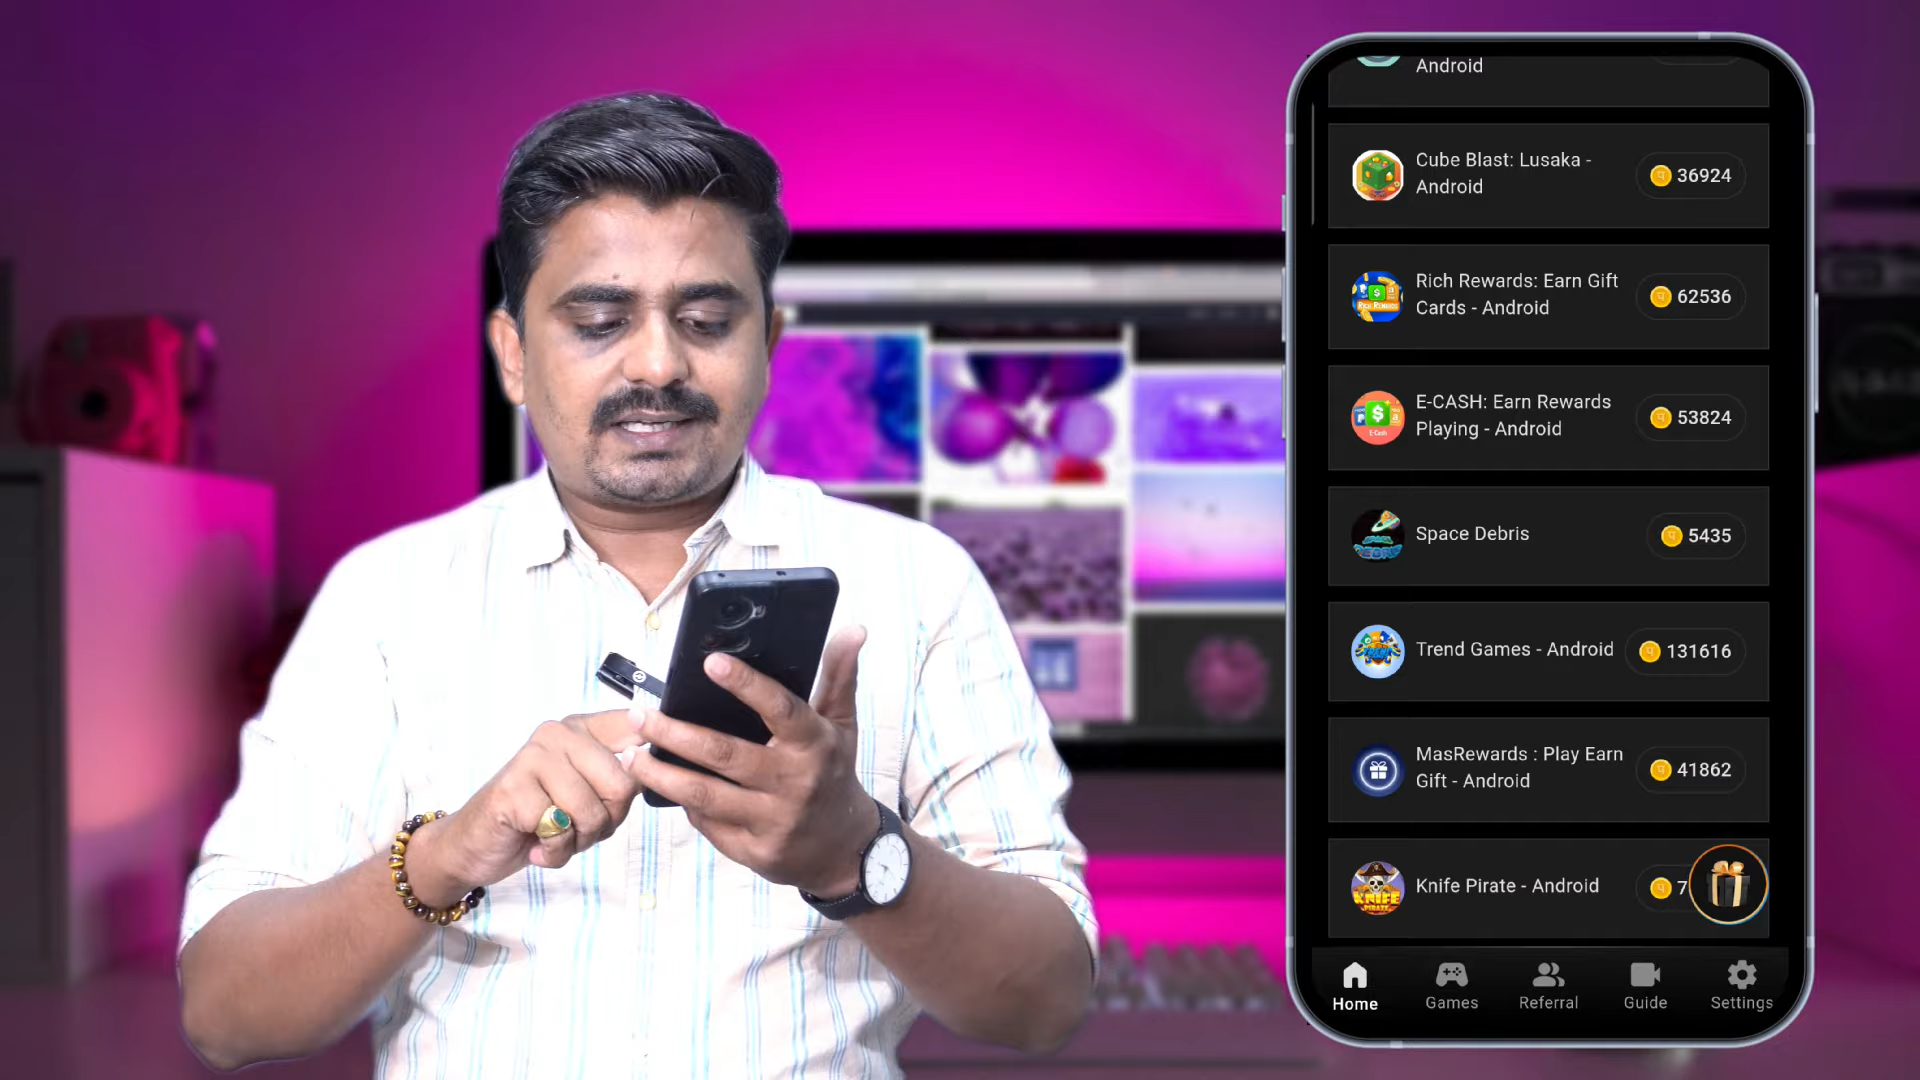 Android
Cube Blast: Lusaka -
Android
36924
Rich Rewards: Earn Gift
Cards - Android
62536
E-CASH: Earn Rewards
Playing - Android
53824
Space Debris
5435
Trend Games - Android
131616
MasRewards : Play Earn
Gift - Android
41862
Knife Pirate - Android
7
Home
Games
Referral
Guide
Settings